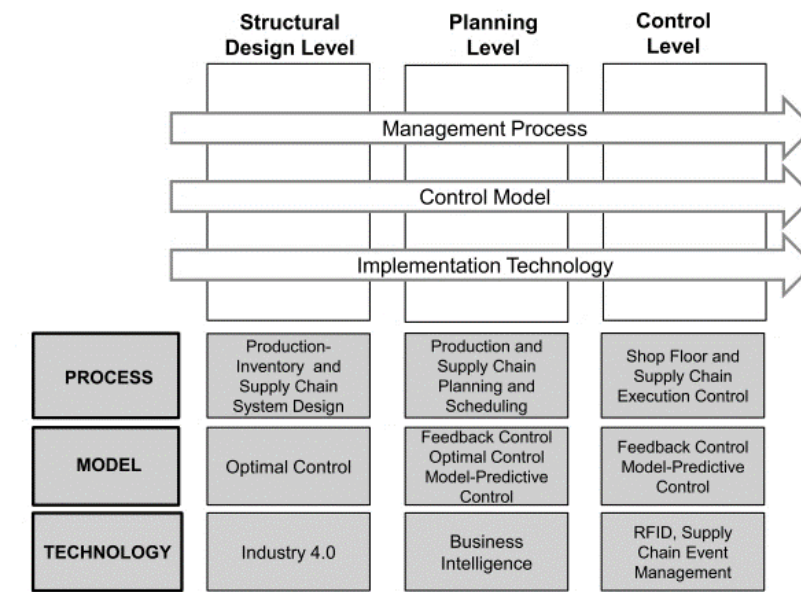 Structural
Design Level
Planning
Level
Control
Level
Management Process
Control Model
Implementation Technology
PROCESS
Production-
Inventory and
Supply Chain
System Design
Production and
Supply Chain
Planning and
Scheduling
Shop Floor and
Supply Chain
Execution Control
MODEL
Optimal Control
Feedback Control
Optimal Control
Model-Predictive
Control
Feedback Control
Model-Predictive
Control
TECHNOLOGY
Industry 4.0
Business
Intelligence
RFID, Supply
Chain Event
Management